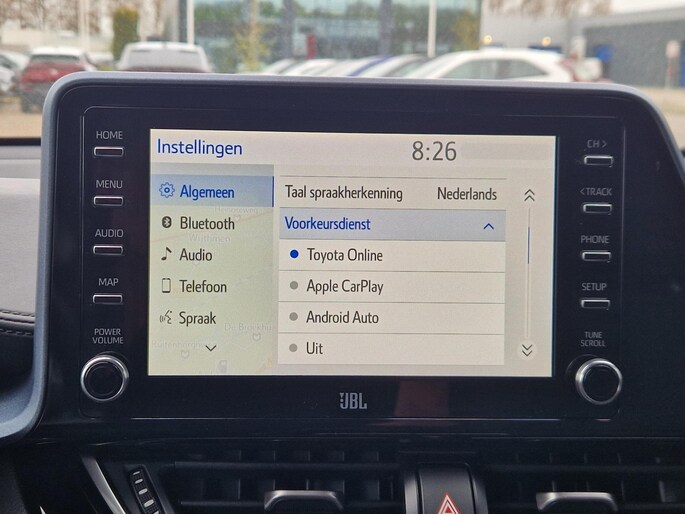 HOME
MENU
AUDIO
MAP
POWER
VOLUME
Instellingen
8:26
Algemeen
Bluetooth
Audio
Telefoon
Spraak
Taal spraakherkenning Nederlands
Voorkeursdienst
Toyota Online
Apple CarPlay
Android Auto
Uit
CH >
< TRACK
PHONE
SETUP
TUNE
SCROLL
JBL